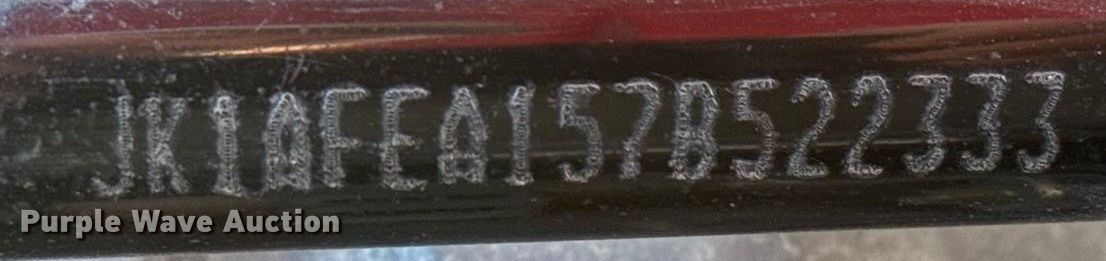 JK1AFEA157B522333
Purple Wave Auction